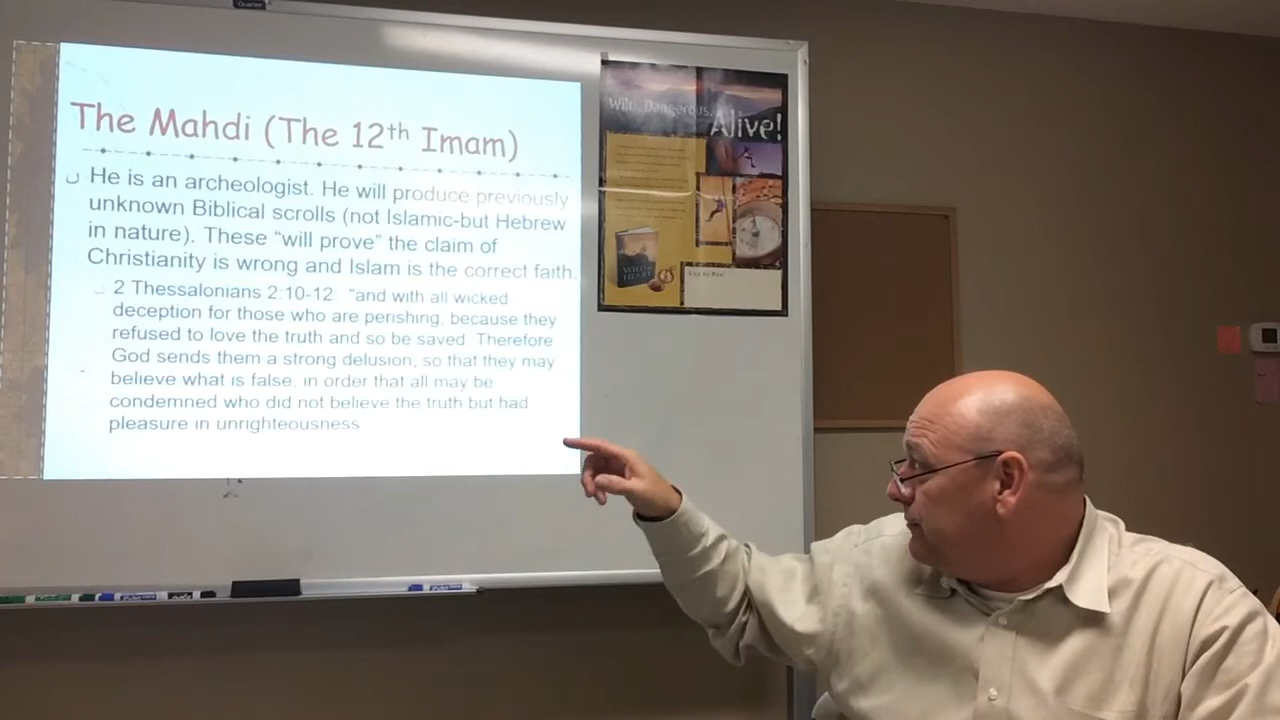 The Mahdi (The 12th Imam)
He is an archeologist. He will produce previously
unknown Biblical scrolls (not Islamic-but Hebrew
in nature). These “will prove” the claim of
Christianity is wrong and Islam is the correct faith.
2 Thessalonians 2:10-12 “and with all wicked
deception for those who are perishing, because they
refused to love the truth and so be saved Therefore
God sends them a strong delusion, so that they may
believe what is false, in order that all may be
condemned who did not believe the truth but had
pleasure in unrighteousness
Wild. Dangerous.
Alive!
WILD at
HEART